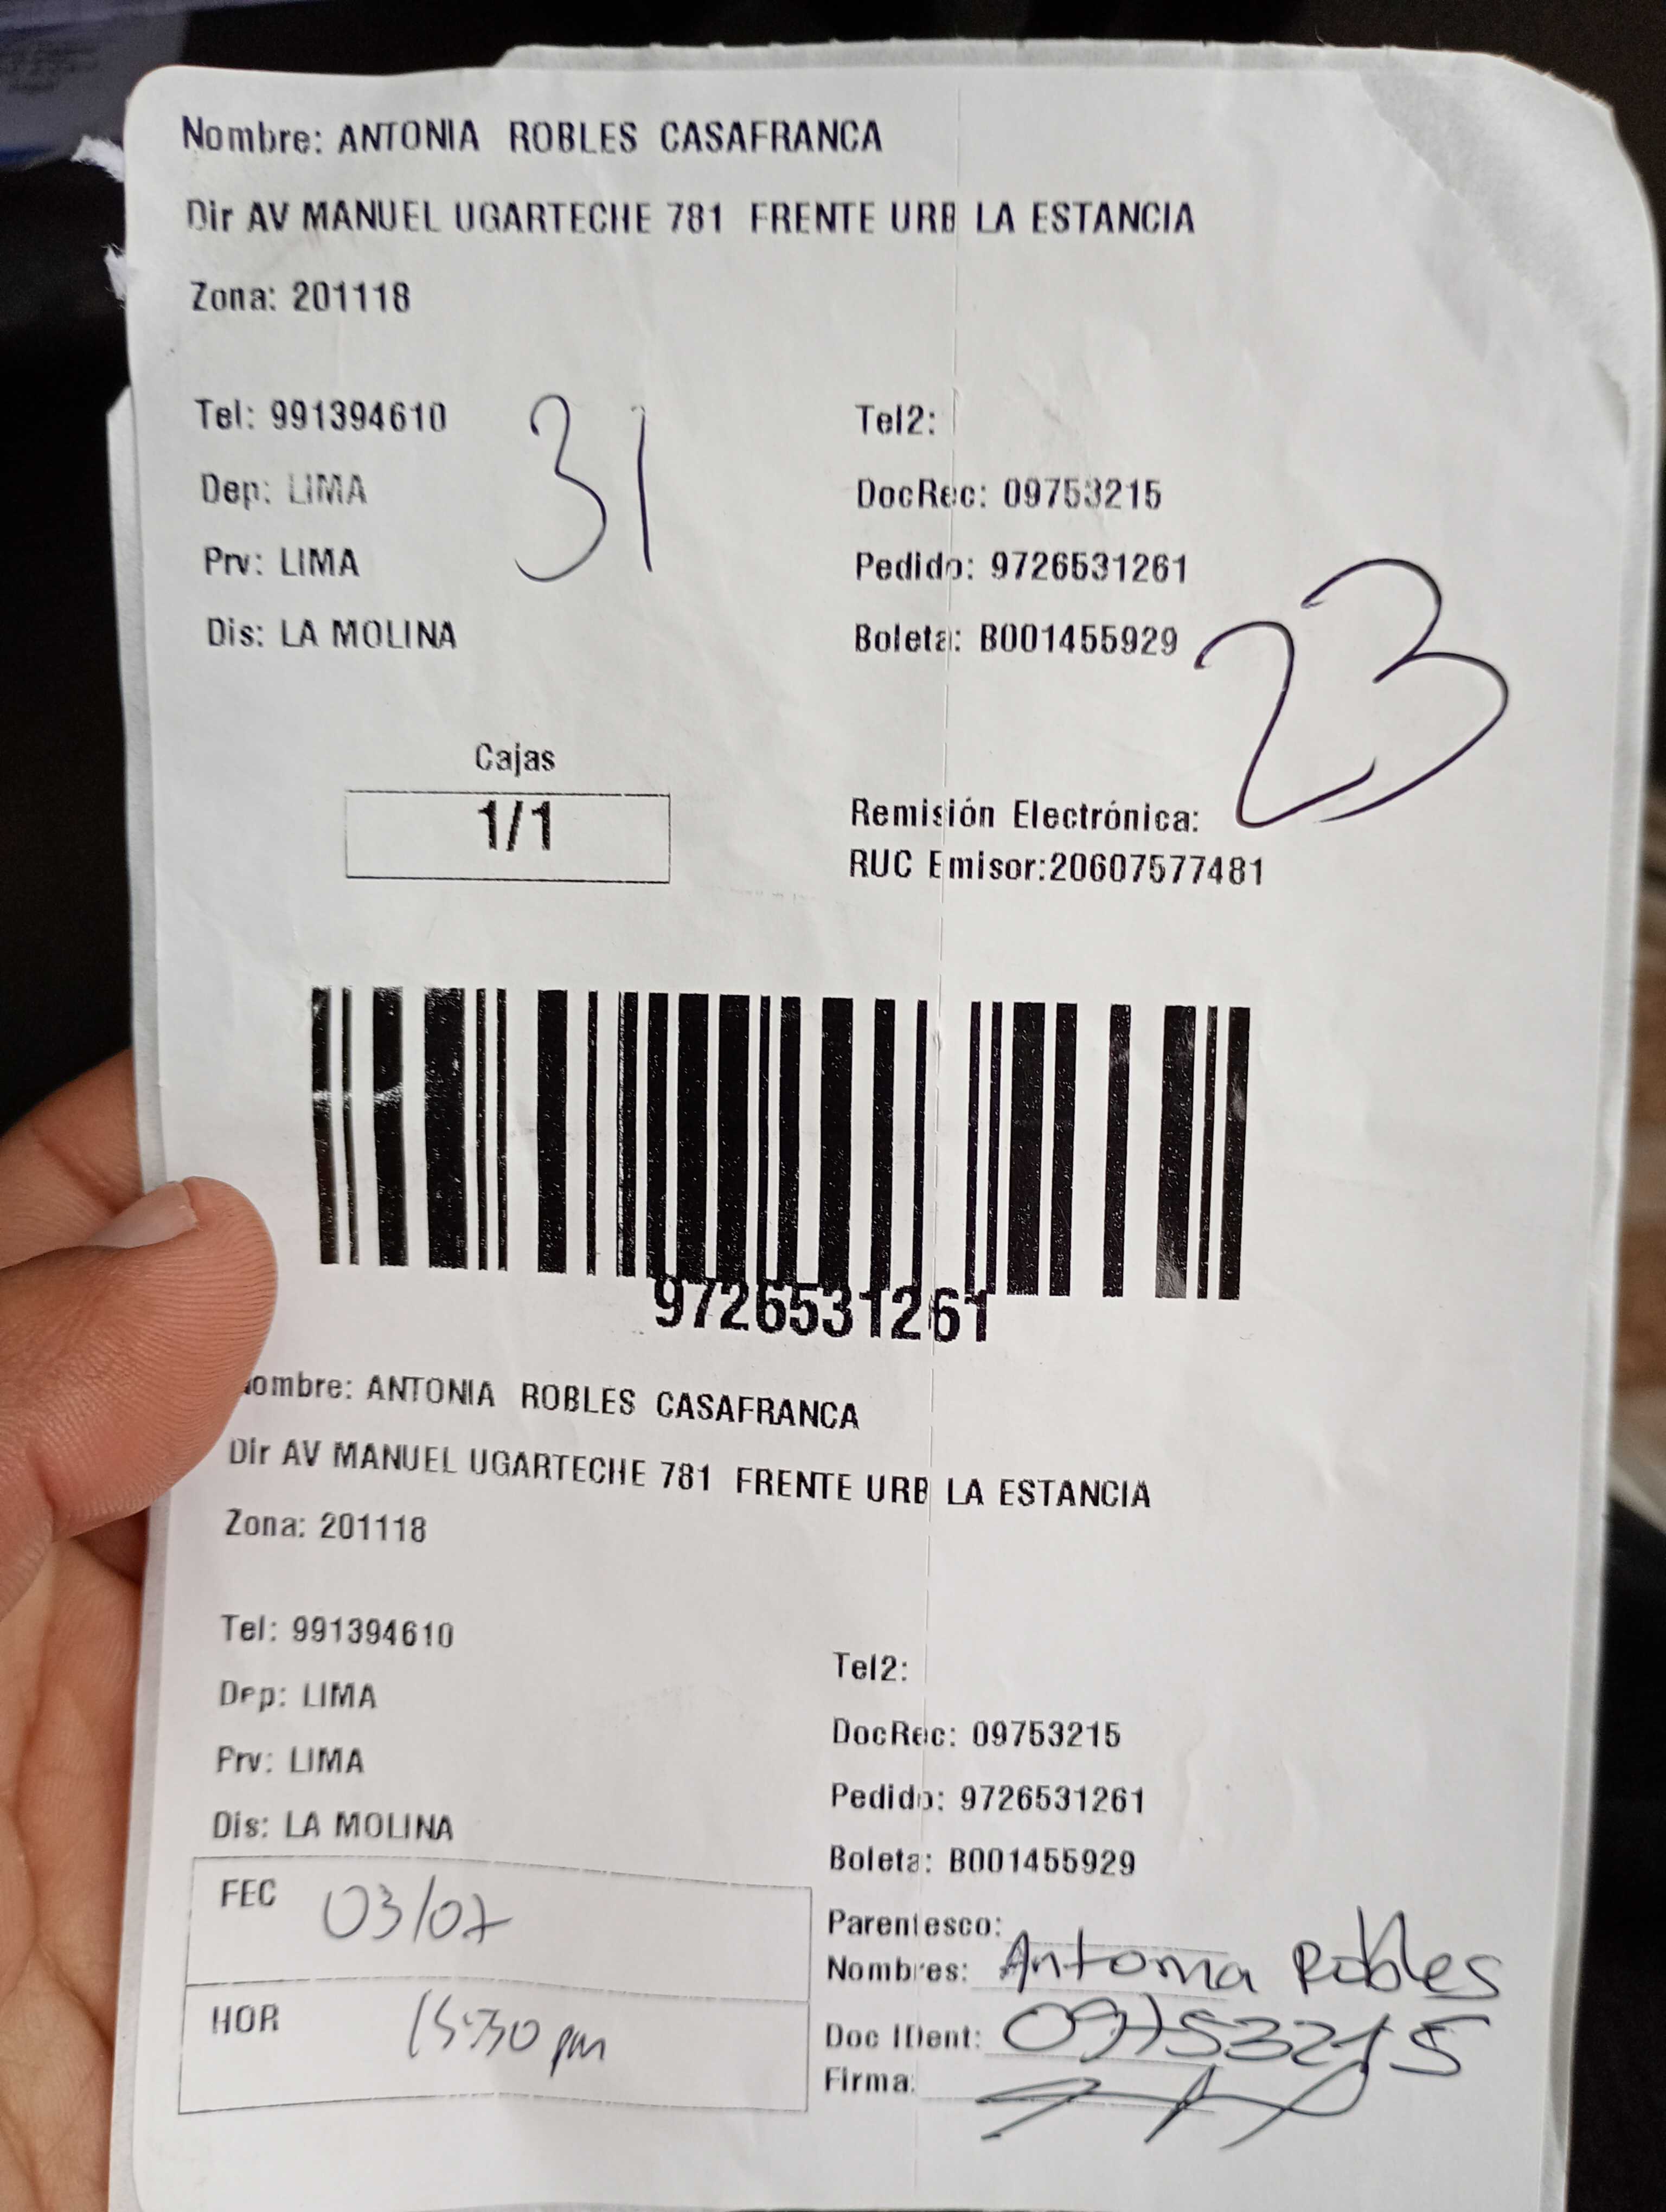 Nombre: ANTONIA ROBLES CASAFRANCA
Dir AV MANUEL UGARTECHE 781 FRENTE URB LA ESTANCIA
Zona: 201118
Tel: 991394610
31
Tel2:
Dep: LIMA
DocRec: 09753215
Prv: LIMA
Pedido: 9726531261
Dis: LA MOLINA
Boleta: B001455929
23
Cajas
1/1
Remisión Electrónica:
RUC Emisor:20607577481
9726531261
Nombre: ANTONIA ROBLES CASAFRANCA
Dir AV MANUEL UGARTECHE 781 FRENTE URB LA ESTANCIA
Zona: 201118
Tel: 991394610
Tel2:
Dep: LIMA
DocRec: 09753215
Prv: LIMA
Pedido: 9726531261
Dis: LA MOLINA
Boleta: B001455929
FEC 03/07
Parentesco:
Nombres: Antonia Robles
HOR 15:30 pm
Doc IDent: 09753215
Firma: